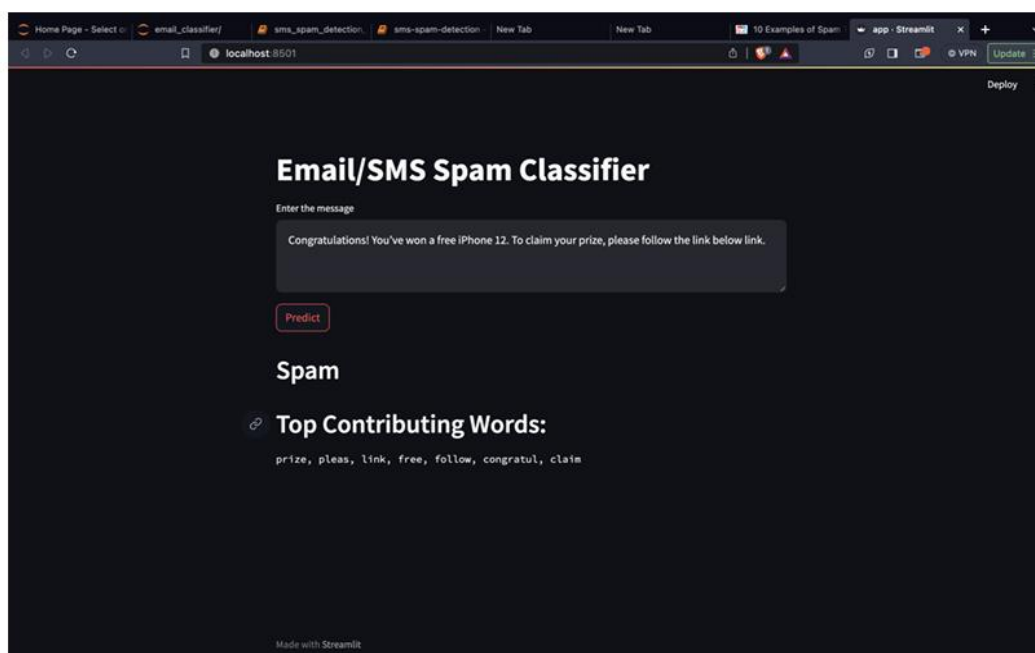 Home Page - Select o
email_classifier/
sms_spam_detection,
sms-spam-detection -
New Tab
New Tab
10 Examples of Spam
app · Streamlit
localhost:8501
VPN
Update
Deploy
Email/SMS Spam Classifier
Enter the message
Congratulations! You've won a free iPhone 12. To claim your prize, please follow the link below link.
Predict
Spam
Top Contributing Words:
prize, pleas, link, free, follow, congratul, claim
Made with Streamlit